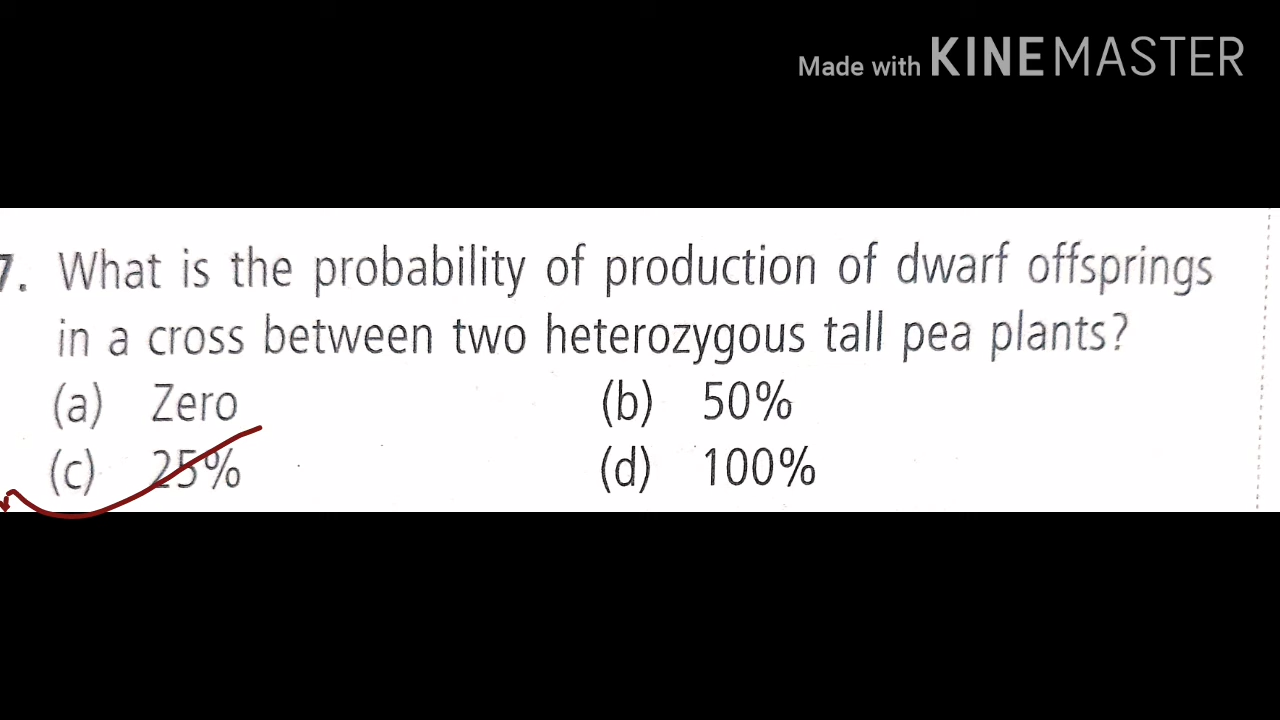 Made with KINEMASTER
7. What is the probability of production of dwarf offsprings
in a cross between two heterozygous tall pea plants?
(a) Zero (b) 50%
(c) 25% (d) 100%